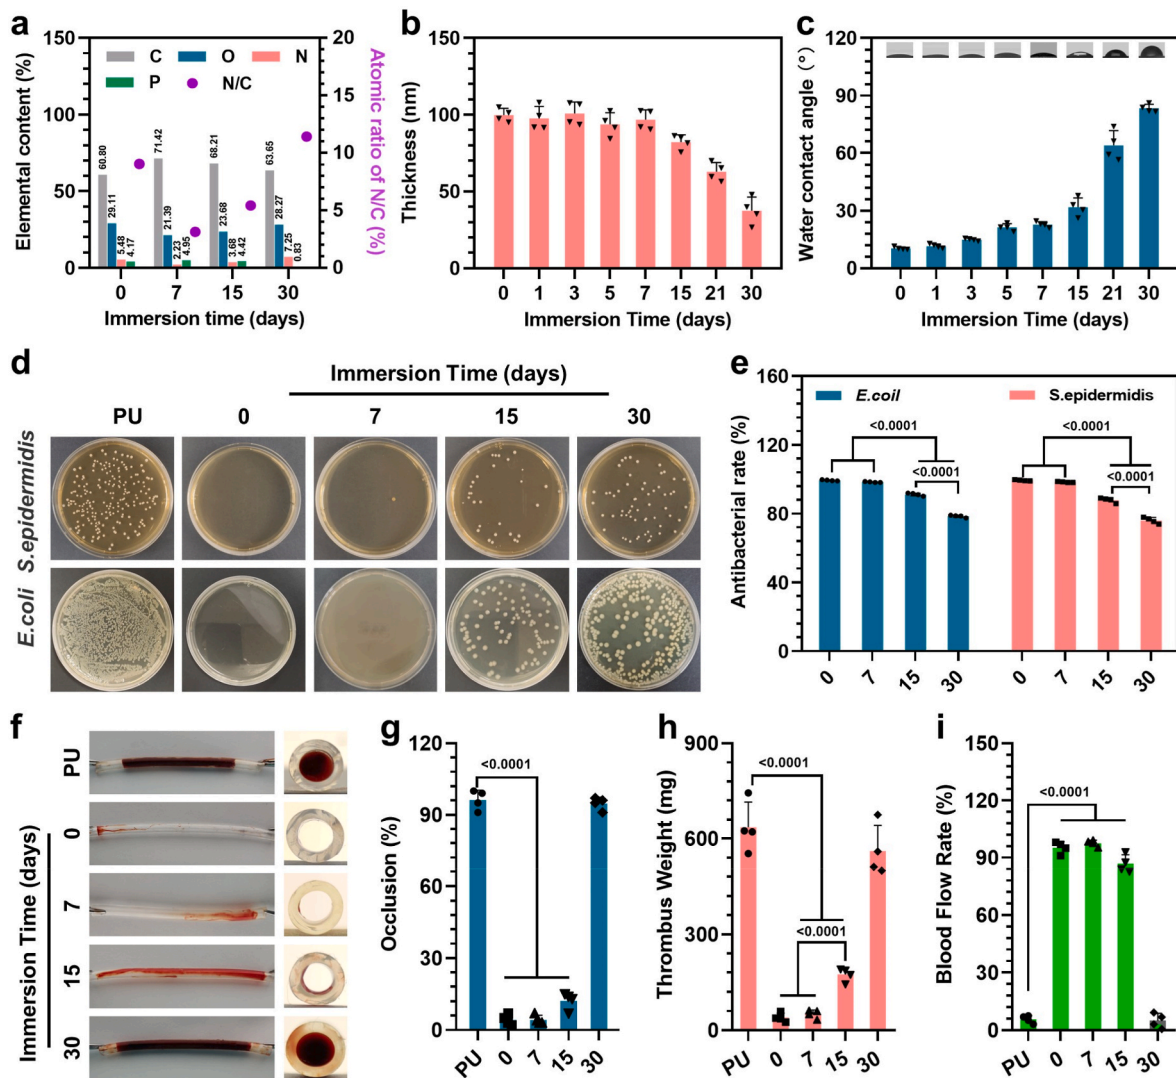 a
C O N
P N/C
Elemental content (%)
150
100
50
0
60.80
29.11
5.48
4.17
71.42
21.39
2.23
4.95
68.21
23.68
3.68
4.42
63.65
28.27
7.25
0.83
20
15
10
5
0
Atomic ratio of N/C (%)
0 7 15 30
Immersion time (days)
b
Thickness (nm)
150
100
50
0
0 1 3 5 7 15 21 30
Immersion Time (days)
c
Water contact angle (°)
120
90
60
30
0
0 1 3 5 7 15 21 30
Immersion Time (days)
d
Immersion Time (days)
PU 0 7 15 30
S.epidermidis
E.coli
e
E.coil S.epidermidis
Antibacterial rate (%)
160
120
80
40
0
<0.0001
<0.0001
<0.0001
<0.0001
0 7 15 30 0 7 15 30
f
Immersion Time (days)
PU
0
7
15
30
g
Occlusion (%)
120
90
60
30
0
<0.0001
PU 0 7 15 30
h
Thrombus Weight (mg)
900
600
300
0
<0.0001
<0.0001
PU 0 7 15 30
i
Blood Flow Rate (%)
150
120
90
60
30
0
<0.0001
PU 0 7 15 30